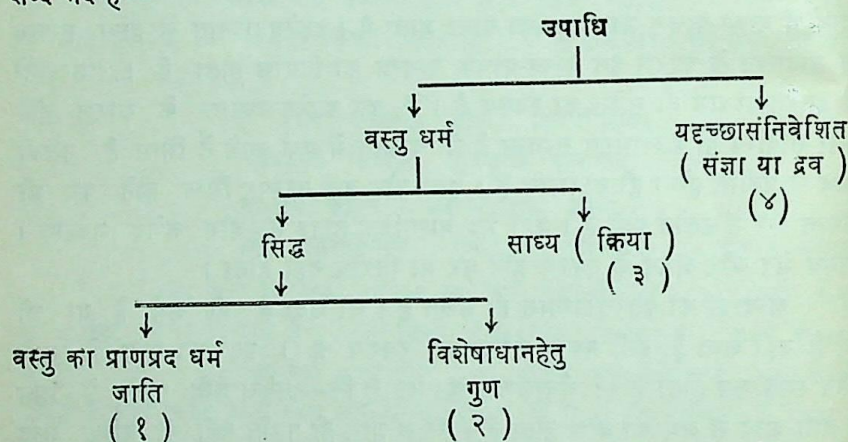 उपाधि
वस्तु धर्म
यदृच्छासंनिवेशित
( संज्ञा या द्रव )
( ४ )
सिद्ध
साध्य ( क्रिया )
( ३ )
वस्तु का प्राणप्रद धर्म
जाति
( १ )
विशेषाधानहेतु
गुण
( २ )